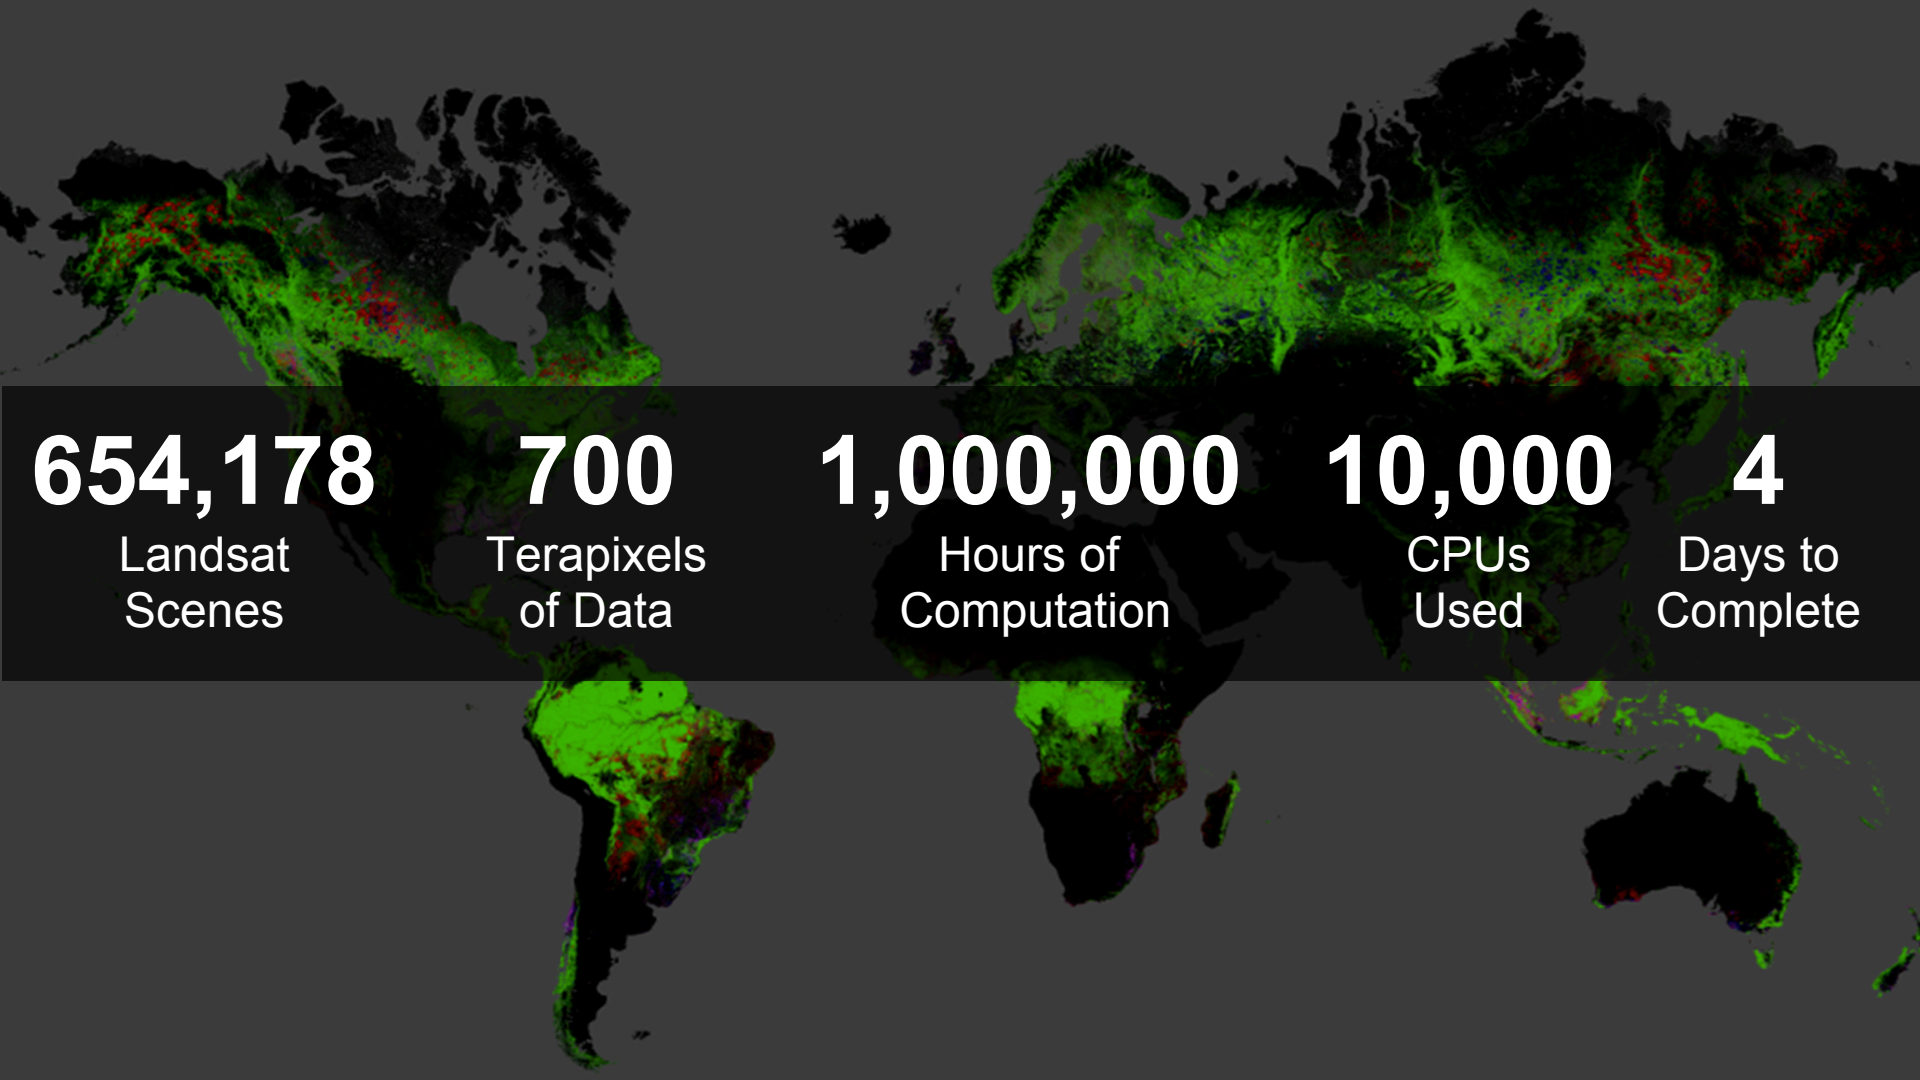 654,178
Landsat
Scenes
700
Terapixels
of Data
1,000,000
Hours of
Computation
10,000
CPUs
Used
4
Days to
Complete